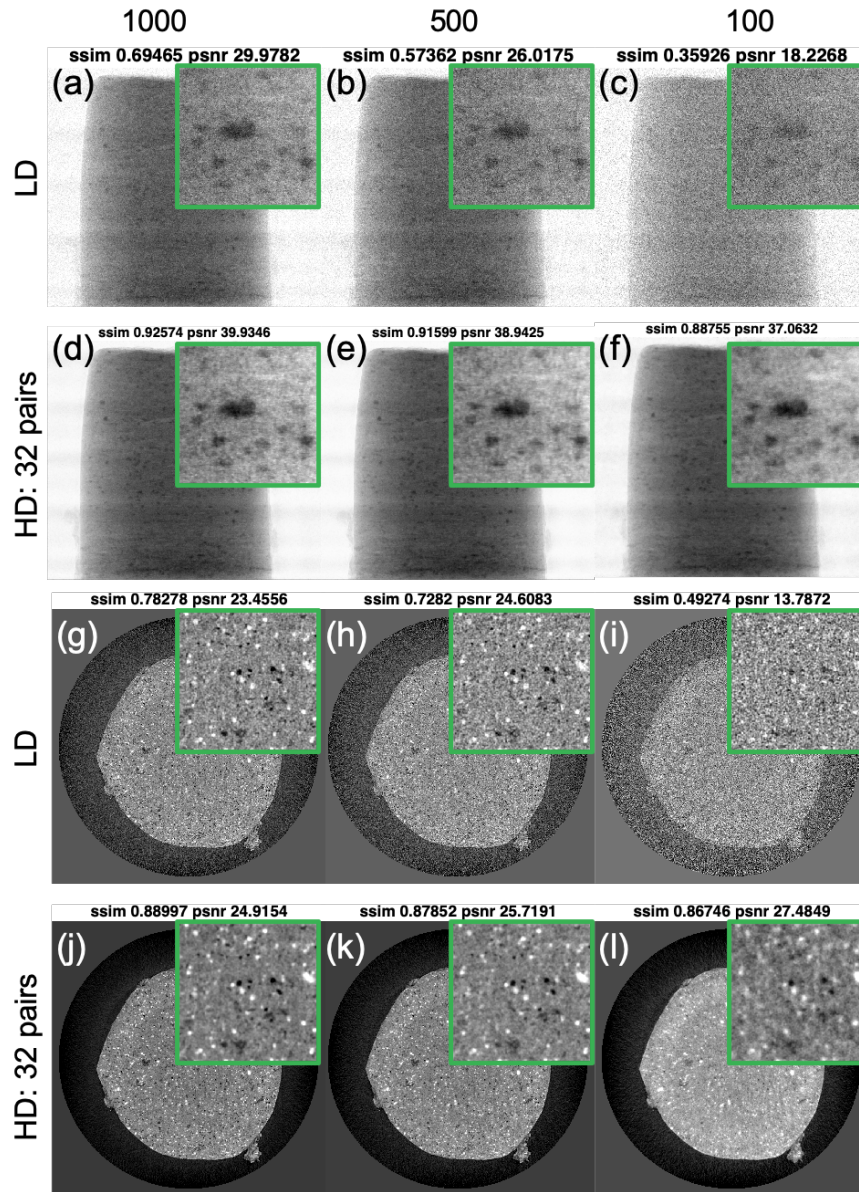 1000 500 100
ssim 0.69465 psnr 29.9782 ssim 0.57362 psnr 26.0175 ssim 0.35926 psnr 18.2268
(a) (b) (c)
LD
ssim 0.92574 psnr 39.9346 ssim 0.91599 psnr 38.9425 ssim 0.88755 psnr 37.0632
(d) (e) (f)
HD: 32 pairs
ssim 0.78278 psnr 23.4556 ssim 0.7282 psnr 24.6083 ssim 0.49274 psnr 13.7872
(g) (h) (i)
LD
ssim 0.88997 psnr 24.9154 ssim 0.87852 psnr 25.7191 ssim 0.86746 psnr 27.4849
(j) (k) (l)
HD: 32 pairs